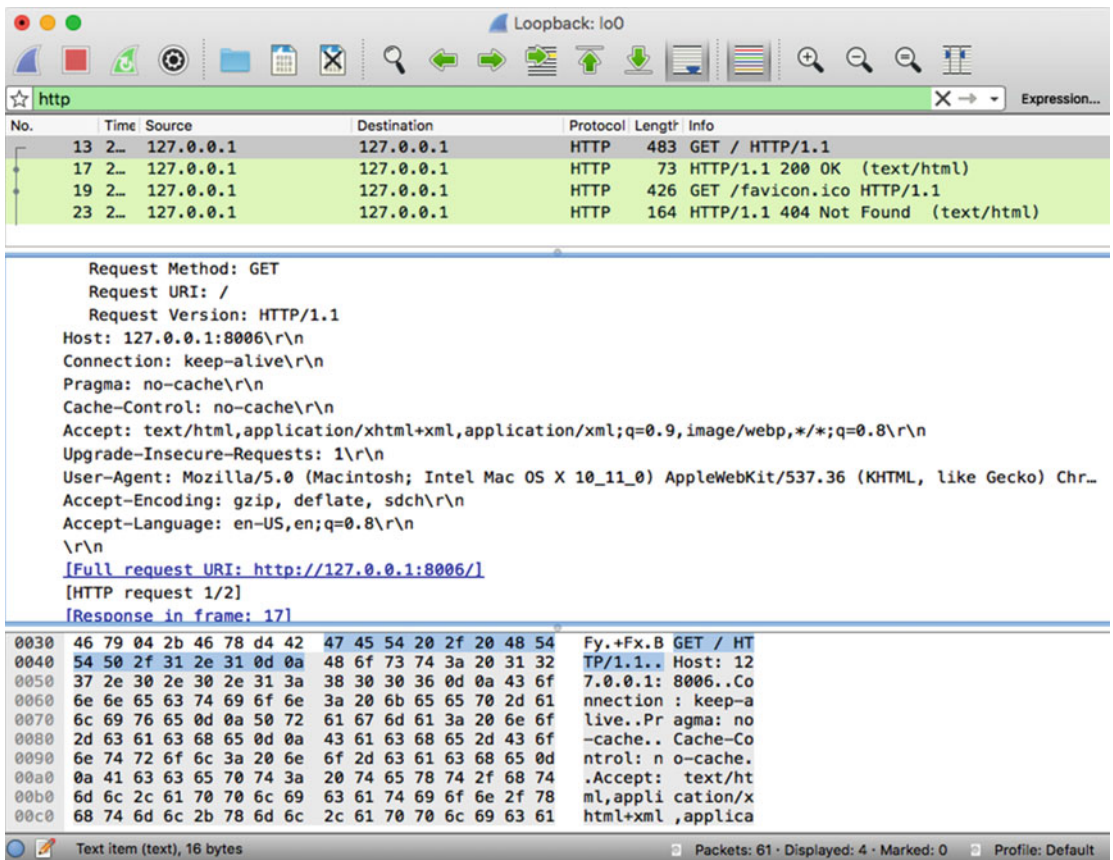 Loopback: lo0
http
Expression...
No. Time Source Destination Protocol Length Info
13 2… 127.0.0.1 127.0.0.1 HTTP 483 GET / HTTP/1.1
17 2… 127.0.0.1 127.0.0.1 HTTP 73 HTTP/1.1 200 OK (text/html)
19 2… 127.0.0.1 127.0.0.1 HTTP 426 GET /favicon.ico HTTP/1.1
23 2… 127.0.0.1 127.0.0.1 HTTP 164 HTTP/1.1 404 Not Found (text/html)
Request Method: GET
Request URI: /
Request Version: HTTP/1.1
Host: 127.0.0.1:8006\r\n
Connection: keep-alive\r\n
Pragma: no-cache\r\n
Cache-Control: no-cache\r\n
Accept: text/html,application/xhtml+xml,application/xml;q=0.9,image/webp,*/*;q=0.8\r\n
Upgrade-Insecure-Requests: 1\r\n
User-Agent: Mozilla/5.0 (Macintosh; Intel Mac OS X 10_11_0) AppleWebKit/537.36 (KHTML, like Gecko) Chr…
Accept-Encoding: gzip, deflate, sdch\r\n
Accept-Language: en-US,en;q=0.8\r\n
\r\n
[Full request URI: http://127.0.0.1:8006/]
[HTTP request 1/2]
[Response in frame: 17]
0030 46 79 04 2b 46 78 d4 42 47 45 54 20 2f 20 48 54 Fy.+Fx.B GET / HT
0040 54 50 2f 31 2e 31 0d 0a 48 6f 73 74 3a 20 31 32 TP/1.1.. Host: 12
0050 37 2e 30 2e 30 2e 31 3a 38 30 30 36 0d 0a 43 6f 7.0.0.1: 8006..Co
0060 6e 6e 65 63 74 69 6f 6e 3a 20 6b 65 65 70 2d 61 nnection : keep-a
0070 6c 69 76 65 0d 0a 50 72 61 67 6d 61 3a 20 6e 6f live..Pr agma: no
0080 2d 63 61 63 68 65 0d 0a 43 61 63 68 65 2d 43 6f -cache.. Cache-Co
0090 6e 74 72 6f 6c 3a 20 6e 6f 2d 63 61 63 68 65 0d ntrol: n o-cache.
00a0 0a 41 63 63 65 70 74 3a 20 74 65 78 74 2f 68 74 .Accept: text/ht
00b0 6d 6c 2c 61 70 70 6c 69 63 61 74 69 6f 6e 2f 78 ml,appli cation/x
00c0 68 74 6d 6c 2b 78 6d 6c 2c 61 70 70 6c 69 63 61 html+xml ,applica
Text item (text), 16 bytes
Packets: 61 · Displayed: 4 · Marked: 0
Profile: Default